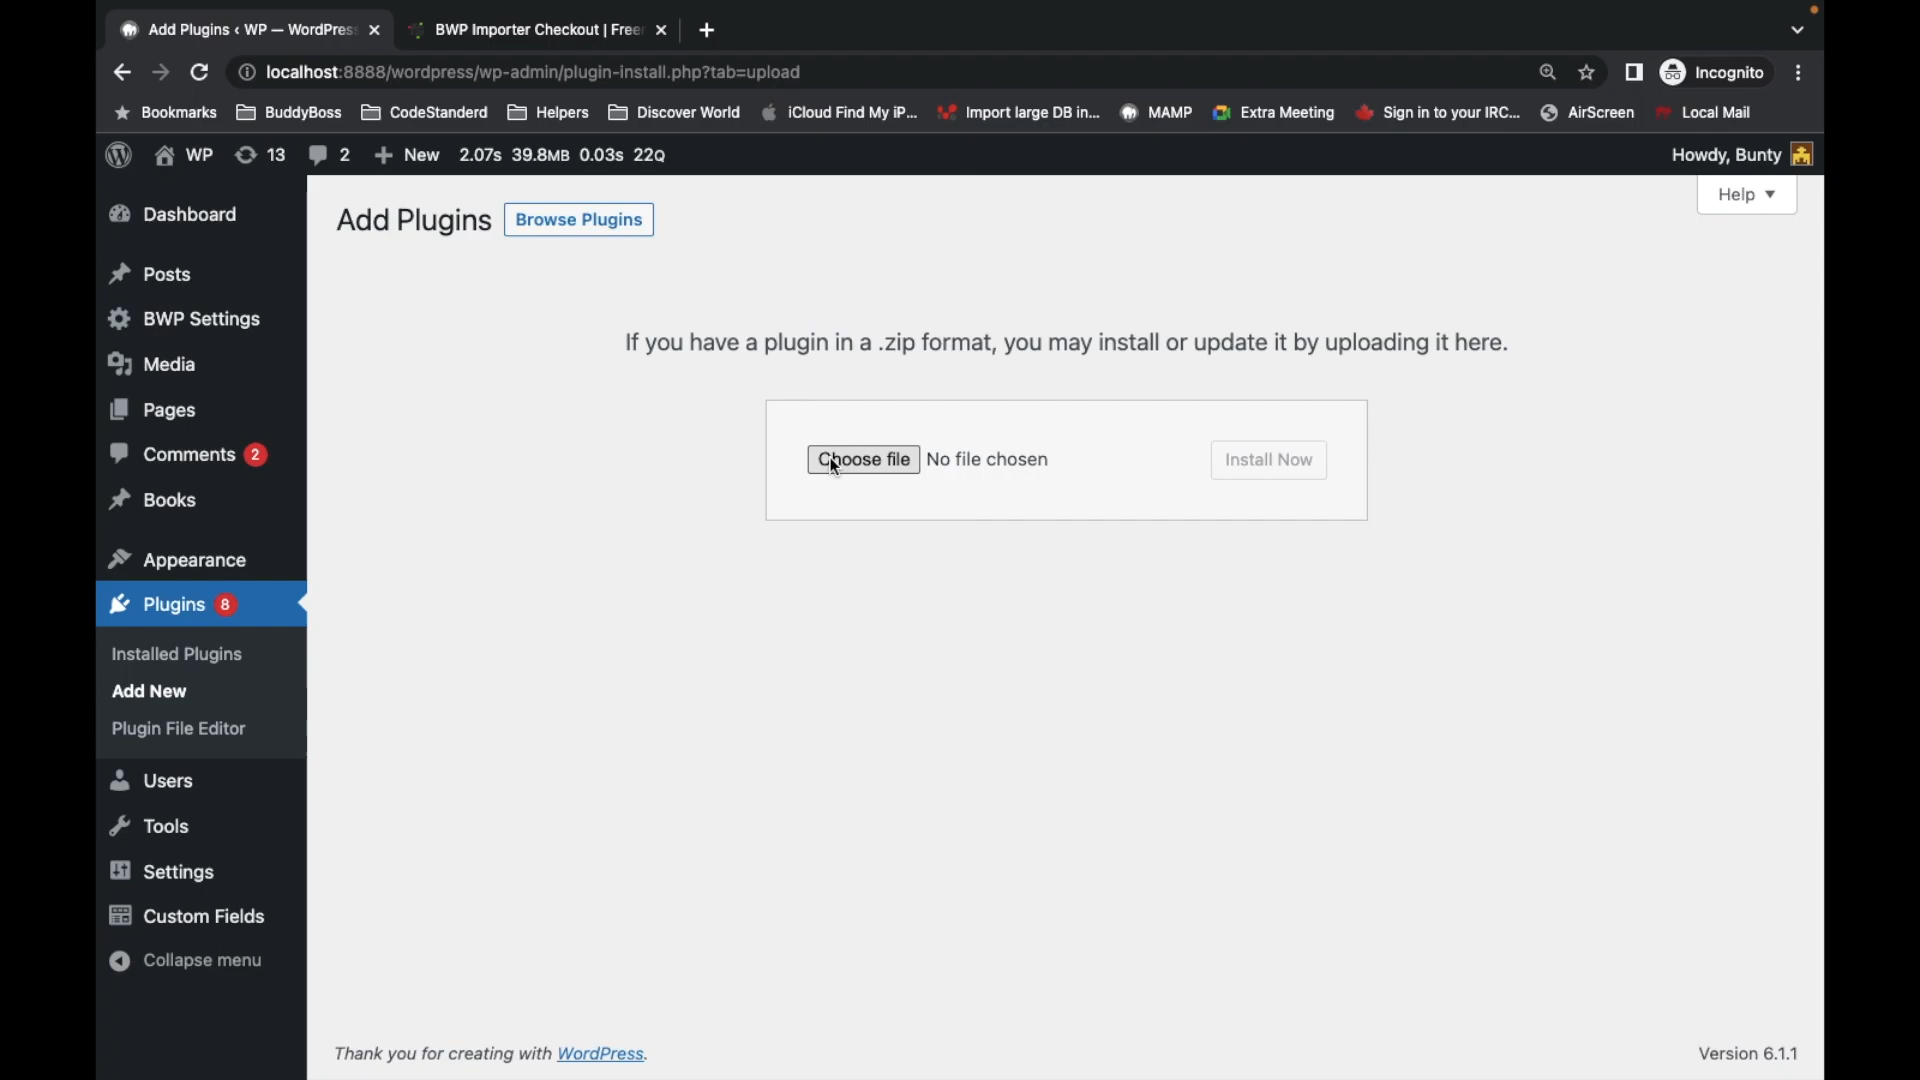 Add Plugins ‹ WP — WordPress
BWP Importer Checkout | Free
localhost:8888/wordpress/wp-admin/plugin-install.php?tab=upload
Incognito
Bookmarks
BuddyBoss
CodeStanderd
Helpers
Discover World
iCloud Find My iP...
Import large DB in...
MAMP
Extra Meeting
Sign in to your IRC...
AirScreen
Local Mail
WP
13
2
New
2.07s 39.8MB 0.03s 22Q
Howdy, Bunty
Help
Add Plugins
Browse Plugins
Dashboard
Posts
BWP Settings
Media
Pages
Comments 2
Books
Appearance
Plugins 8
Installed Plugins
Add New
Plugin File Editor
Users
Tools
Settings
Custom Fields
Collapse menu
If you have a plugin in a .zip format, you may install or update it by uploading it here.
Choose file No file chosen
Install Now
Thank you for creating with WordPress.
Version 6.1.1